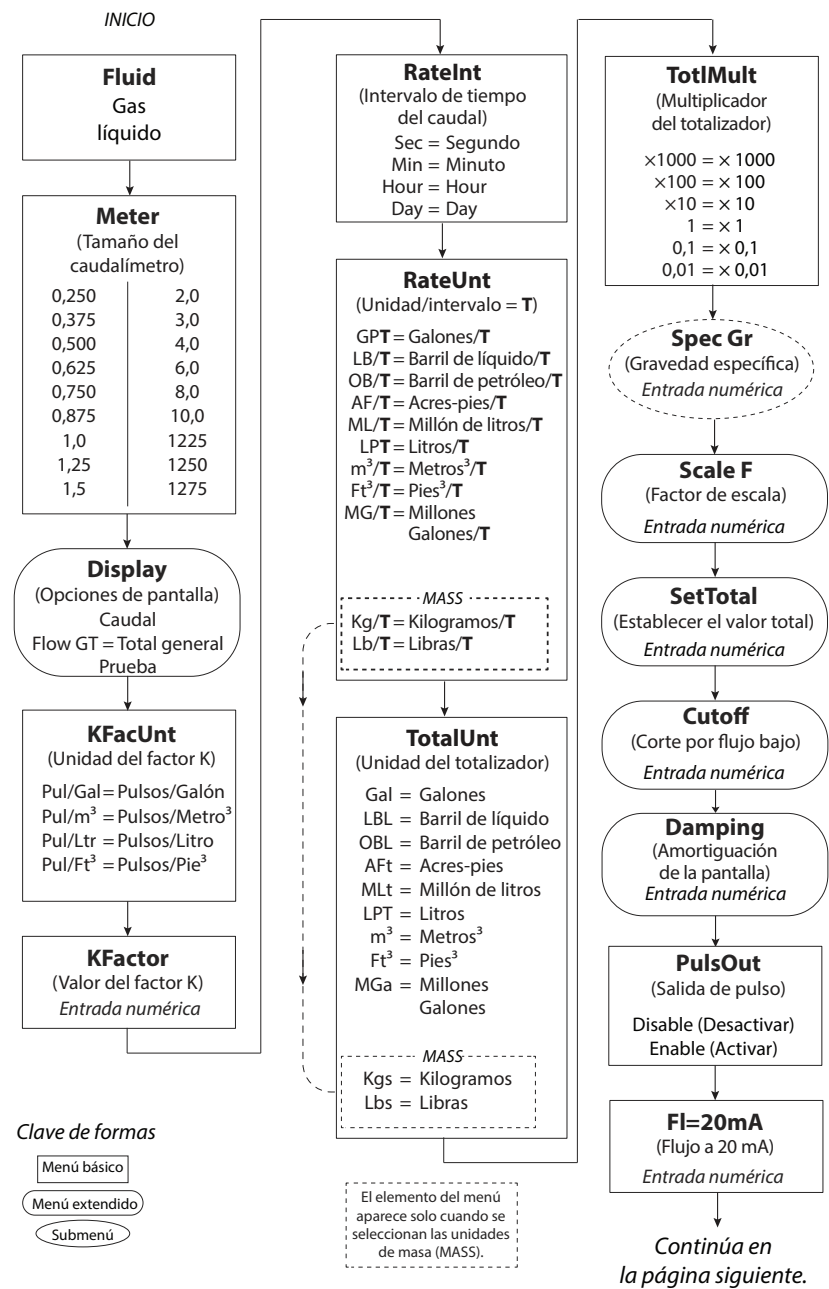 INICIO
Fluid
Gas
líquido
Meter
(Tamaño del
caudalímetro)
0,250 2,0
0,375 3,0
0,500 4,0
0,625 6,0
0,750 8,0
0,875 10,0
1,0 1225
1,25 1250
1,5 1275
Display
(Opciones de pantalla)
Caudal
Flow GT = Total general
Prueba
KFacUnt
(Unidad del factor K)
Pul/Gal = Pulsos/Galón
Pul/m³ = Pulsos/Metro³
Pul/Ltr = Pulsos/Litro
Pul/Ft³ = Pulsos/Pie³
KFactor
(Valor del factor K)
Entrada numérica
Clave de formas
Menú básico
Menú extendido
Submenú
RateInt
(Intervalo de tiempo
del caudal)
Sec = Segundo
Min = Minuto
Hour = Hour
Day = Day
RateUnt
(Unidad/intervalo = T)
GPT = Galones/T
LB/T = Barril de líquido/T
OB/T = Barril de petróleo/T
AF/T = Acres-pies/T
ML/T = Millón de litros/T
LPT = Litros/T
m³/T = Metros³/T
Ft³/T = Pies³/T
MG/T = Millones
Galones/T
MASS
Kg/T = Kilogramos/T
Lb/T = Libras/T
TotalUnt
(Unidad del totalizador)
Gal = Galones
LBL = Barril de líquido
OBL = Barril de petróleo
AFt = Acres-pies
MLt = Millón de litros
LPT = Litros
m³ = Metros³
Ft³ = Pies³
MGa = Millones
Galones
MASS
Kgs = Kilogramos
Lbs = Libras
El elemento del menú
aparece solo cuando se
seleccionan las unidades
de masa (MASS).
TotlMult
(Multiplicador
del totalizador)
×1000 = × 1000
×100 = × 100
×10 = × 10
1 = × 1
0,1 = × 0,1
0,01 = × 0,01
Spec Gr
(Gravedad específica)
Entrada numérica
Scale F
(Factor de escala)
Entrada numérica
SetTotal
(Establecer el valor total)
Entrada numérica
Cutoff
(Corte por flujo bajo)
Entrada numérica
Damping
(Amortiguación
de la pantalla)
Entrada numérica
PulsOut
(Salida de pulso)
Disable (Desactivar)
Enable (Activar)
Fl=20mA
(Flujo a 20 mA)
Entrada numérica
Continúa en
la página siguiente.